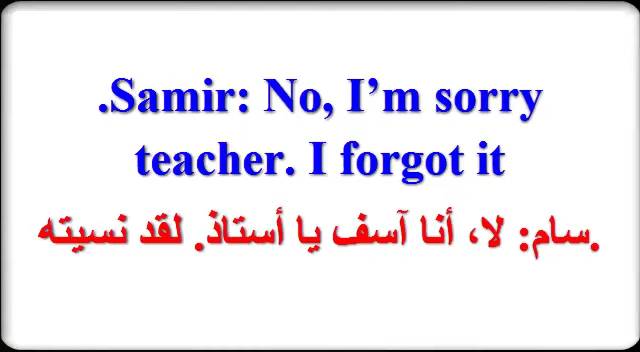 .Samir: No, I’m sorry
teacher. I forgot it
.سام: لا، أنا آسف يا أستاذ. لقد نسيته